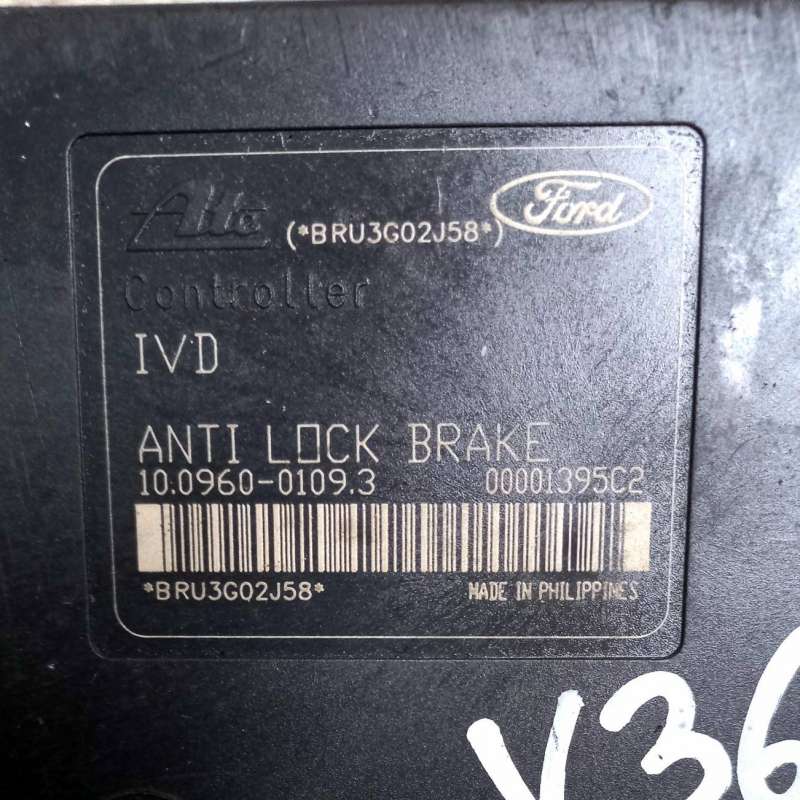 Ate (*BRU3G02J58*) Ford
Controller
IVD
ANTI LOCK BRAKE
10.0960-0109.3 00001395C2
*BRU3G02J58* MADE IN PHILIPPINES
V36